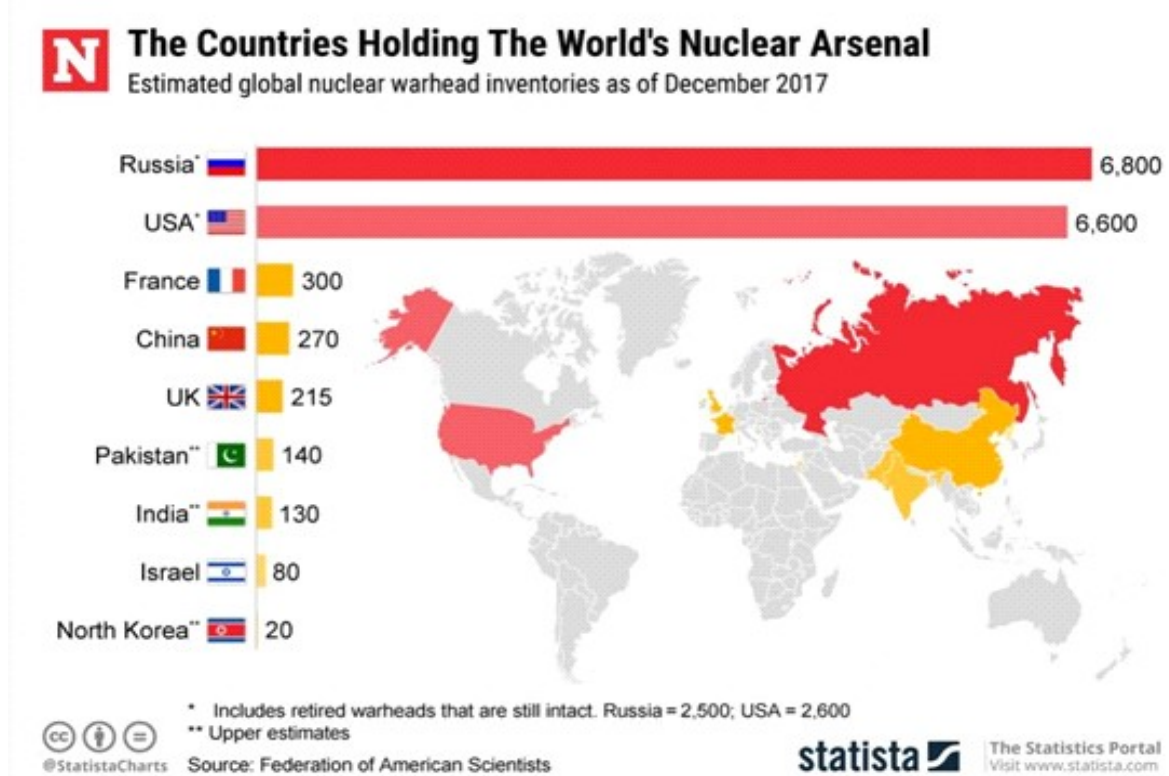 N
The Countries Holding The World's Nuclear Arsenal
Estimated global nuclear warhead inventories as of December 2017
Russia* 6,800
USA* 6,600
France 300
China 270
UK 215
Pakistan** 140
India** 130
Israel 80
North Korea** 20
* Includes retired warheads that are still intact. Russia = 2,500; USA = 2,600
** Upper estimates
cc
@StatistaCharts Source: Federation of American Scientists
statista
The Statistics Portal
Visit www.statista.com